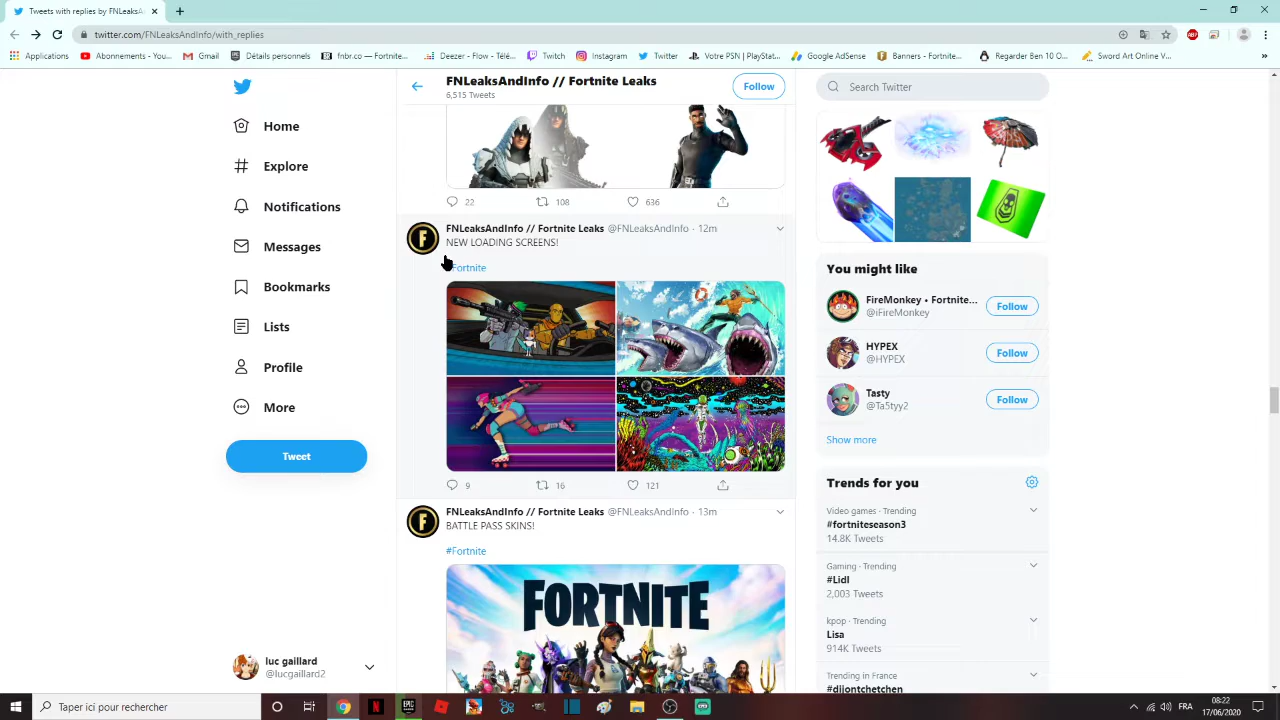 Tweets with replies by FNLeaksA
twitter.com/FNLeaksAndInfo/with_replies
Applications
Abonnements - You...
Gmail
Détails personnels
fnbr.co — Fortnite...
Deezer - Flow - Télé...
Twitch
Instagram
Twitter
Votre PSN | PlayStat...
Google AdSense
Banners - Fortnite...
Regarder Ben 10 O...
Sword Art Online V...
»
Home
Explore
Notifications
Messages
Bookmarks
Lists
Profile
More
Tweet
luc gaillard
@lucgaillard2
FNLeaksAndInfo // Fortnite Leaks
6,515 Tweets
Follow
22
108
636
FNLeaksAndInfo // Fortnite Leaks @FNLeaksAndInfo · 12m
NEW LOADING SCREENS!
Fortnite
9
16
121
FNLeaksAndInfo // Fortnite Leaks @FNLeaksAndInfo · 13m
BATTLE PASS SKINS!
#Fortnite
FORTNITE
Search Twitter
You might like
FireMonkey • Fortnite...
@iFireMonkey
Follow
HYPEX
@HYPEX
Follow
Tasty
@Ta5tyy2
Follow
Show more
Trends for you
Video games · Trending
#fortniteseason3
14.8K Tweets
Gaming · Trending
#Lidl
2,003 Tweets
kpop · Trending
Lisa
914K Tweets
Trending in France
#dijontchetchen
Taper ici pour rechercher
FRA
08:22
17/06/2020